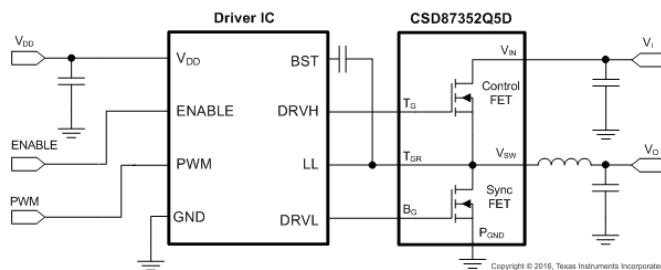 Driver IC
CSD87352Q5D
VDD
VDD
BST
VIN
VI
Control
FET
ENABLE
DRVH
TG
ENABLE
PWM
LL
TGR
VSW
VO
PWM
Sync
FET
GND
DRVL
BG
PGND
Copyright © 2016, Texas Instruments Incorporated